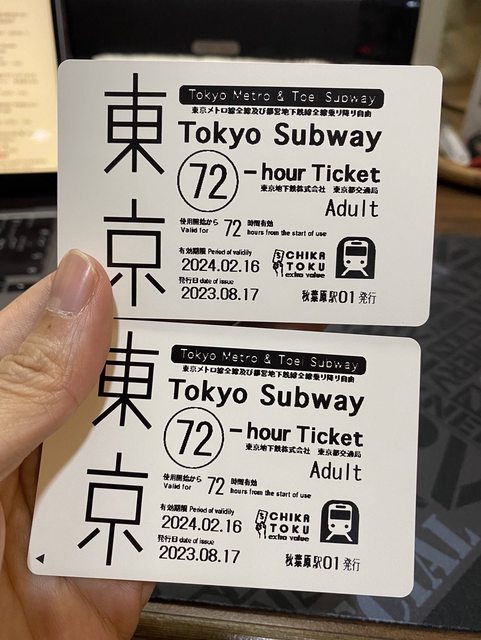 東京
Tokyo Metro & Toei Subway
東京メトロ線全線及び都営地下鉄線全線乗り降り自由
Tokyo Subway
72 -hour Ticket
東京地下鉄株式会社 東京都交通局
Adult
使用開始から 72 時間有効
Valid for hours from the start of use
有効期限 Period of validity
2024.02.16
発行日 date of issue
2023.08.17
CHIKA
TOKU
extra value
秋葉原駅01発行
東京
Tokyo Metro & Toei Subway
東京メトロ線全線及び都営地下鉄線全線乗り降り自由
Tokyo Subway
72 -hour Ticket
東京地下鉄株式会社 東京都交通局
Adult
使用開始から 72 時間有効
Valid for hours from the start of use
有効期限 Period of validity
2024.02.16
発行日 date of issue
2023.08.17
CHIKA
TOKU
extra value
秋葉原駅01発行
CIAL